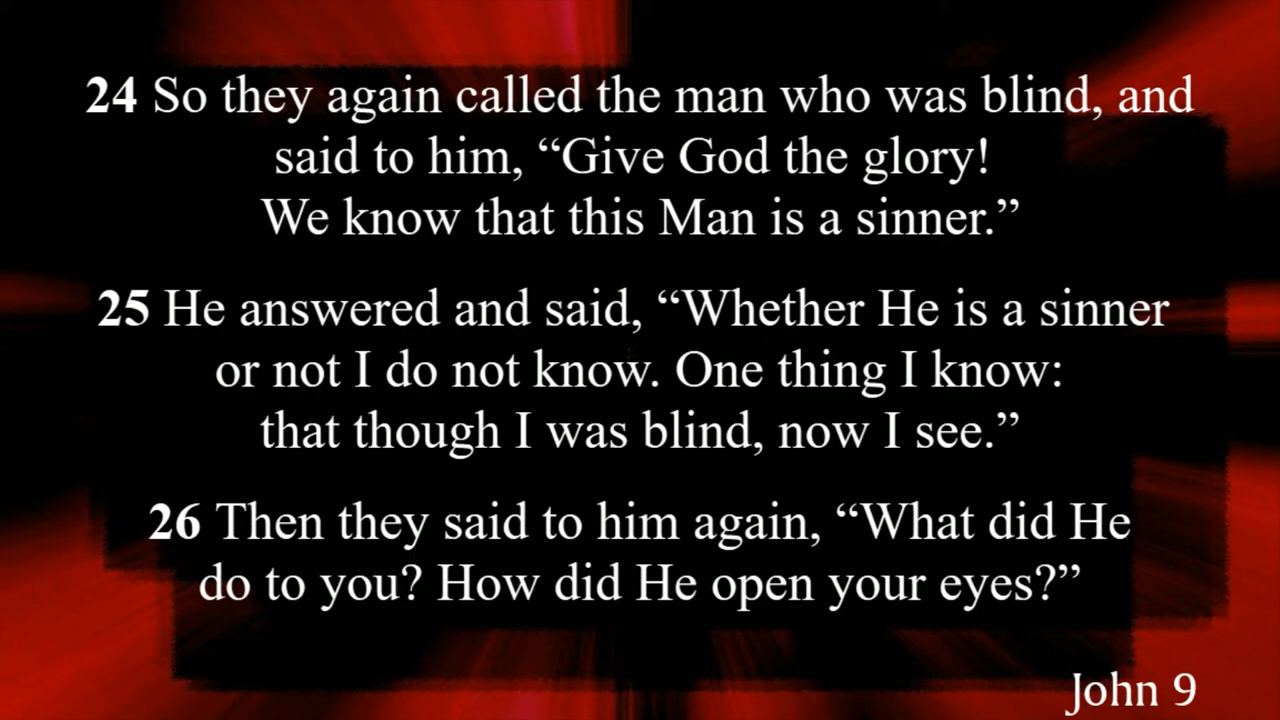 24 So they again called the man who was blind, and
said to him, “Give God the glory!
We know that this Man is a sinner.”
25 He answered and said, “Whether He is a sinner
or not I do not know. One thing I know:
that though I was blind, now I see.”
26 Then they said to him again, “What did He
do to you? How did He open your eyes?”
John 9